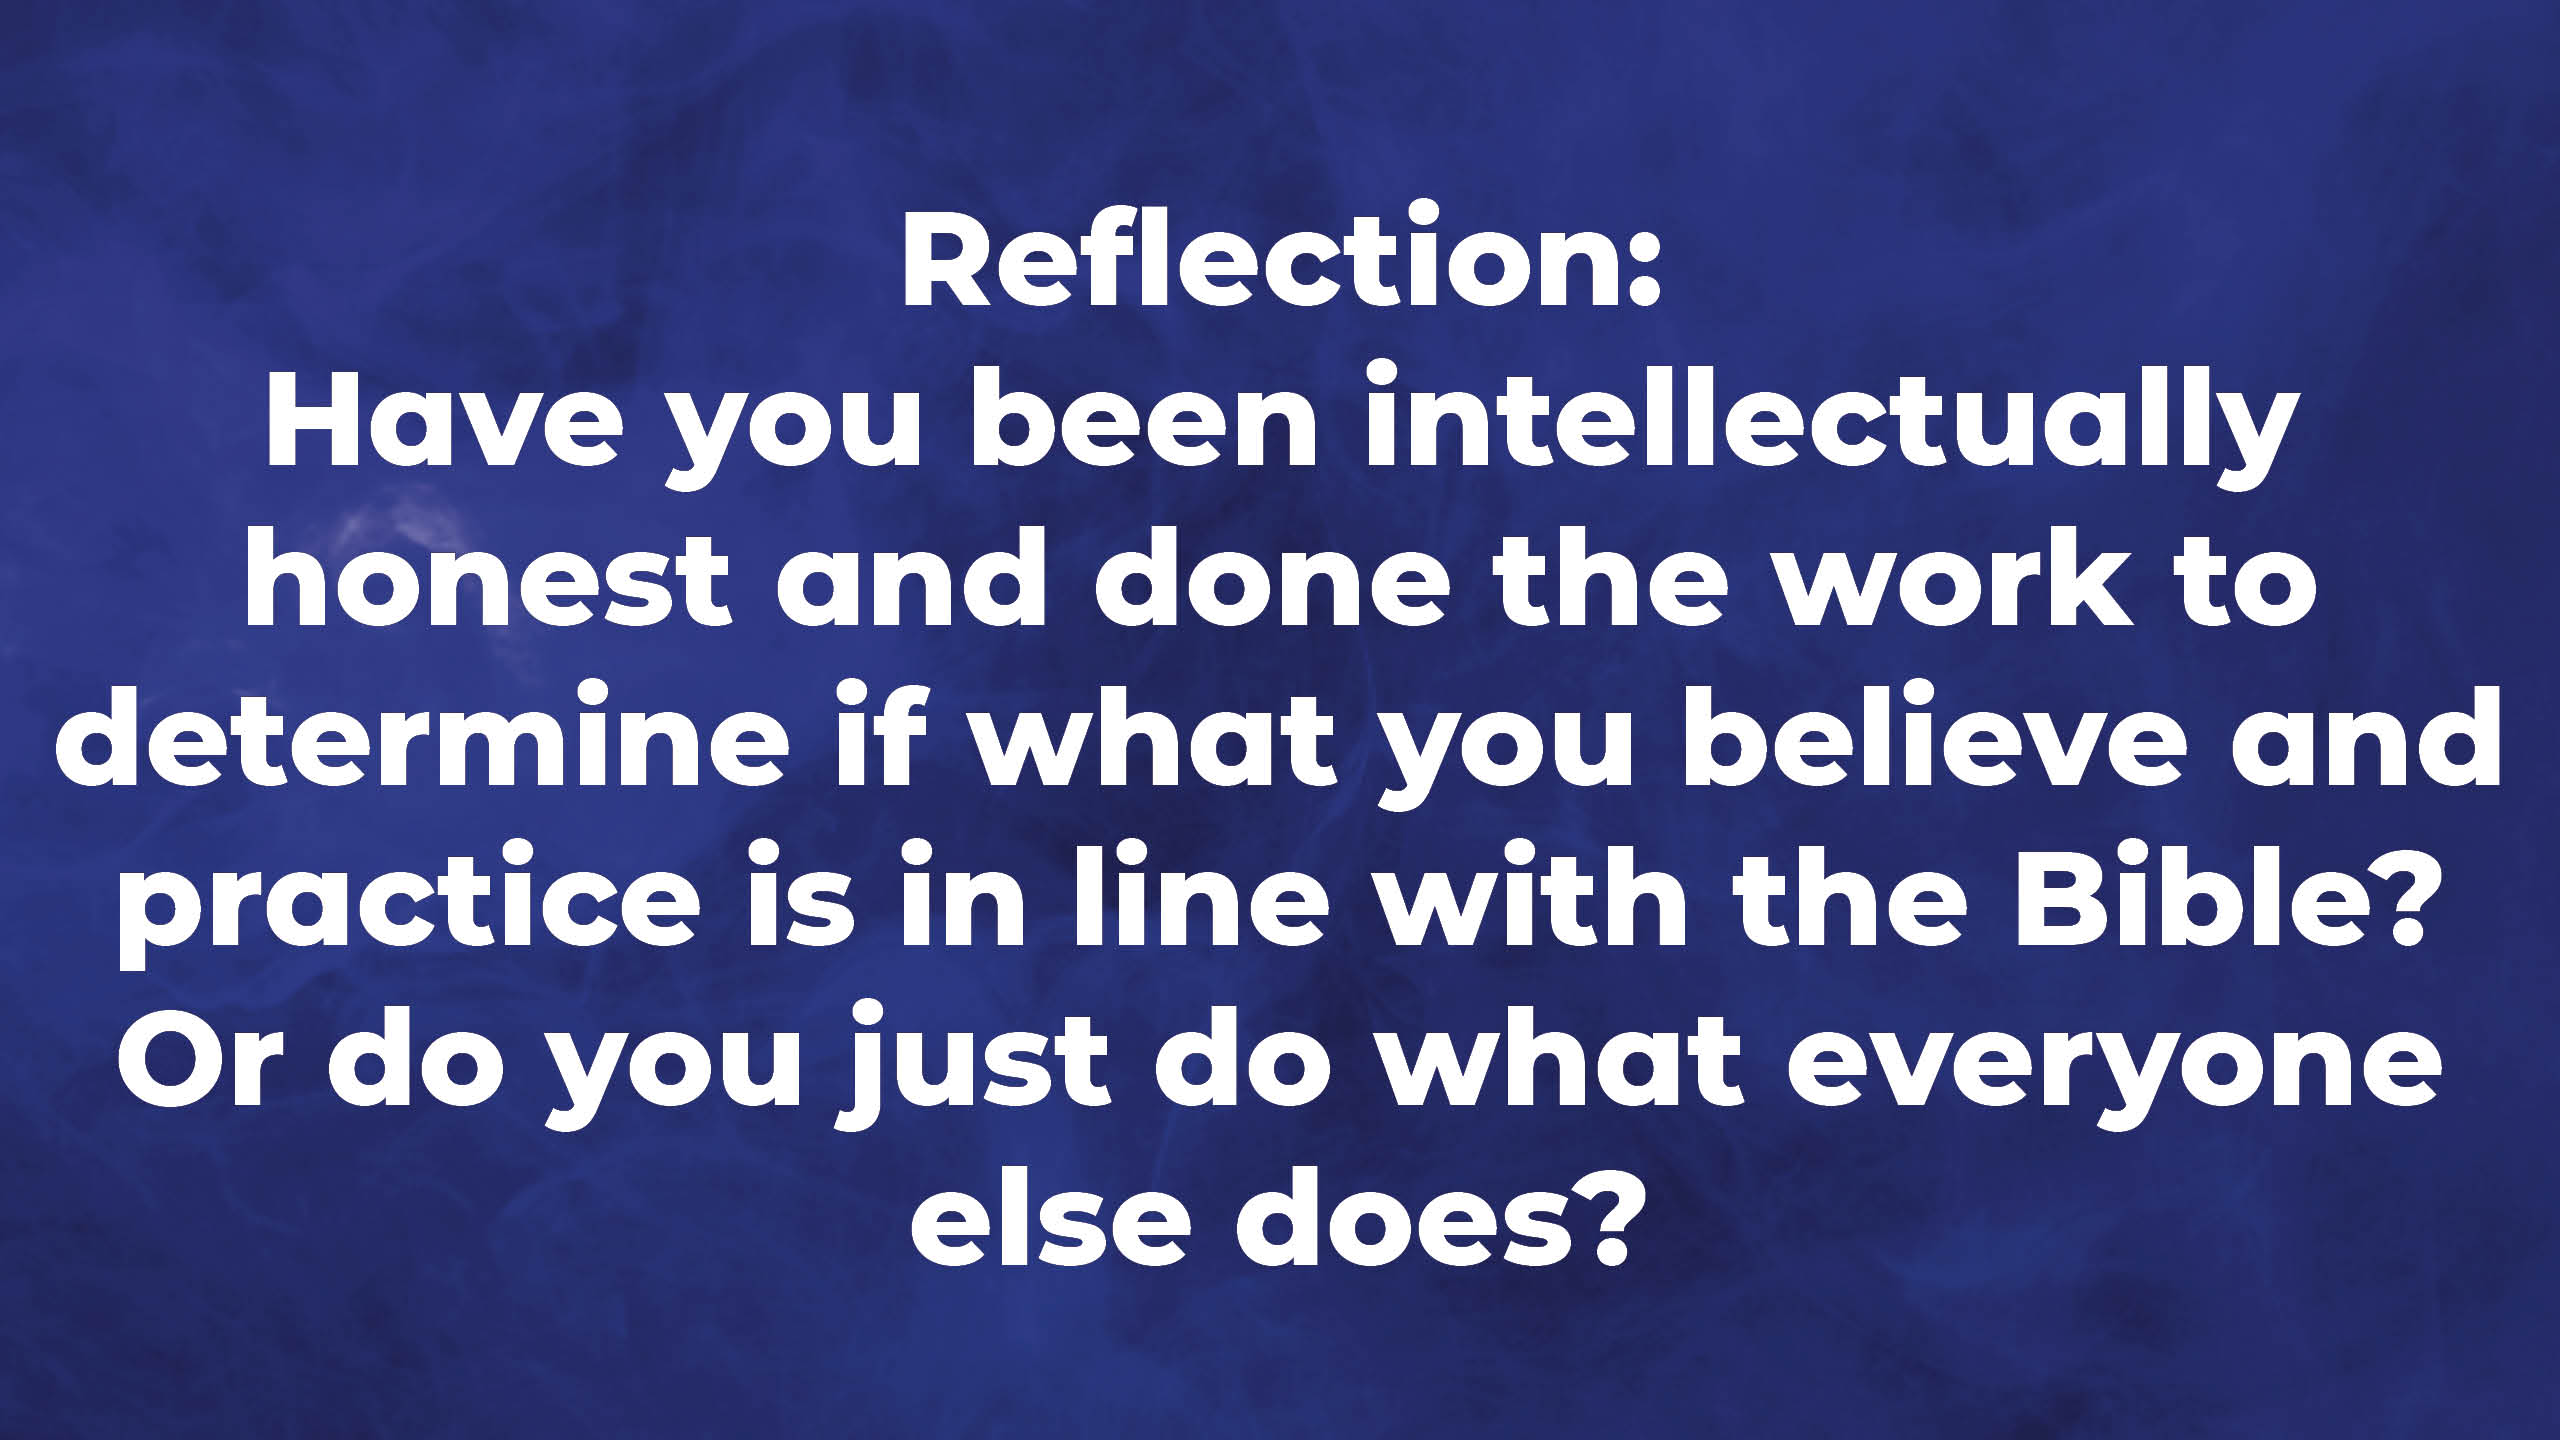 Reflection:
Have you been intellectually
honest and done the work to
determine if what you believe and
practice is in line with the Bible?
Or do you just do what everyone
else does?